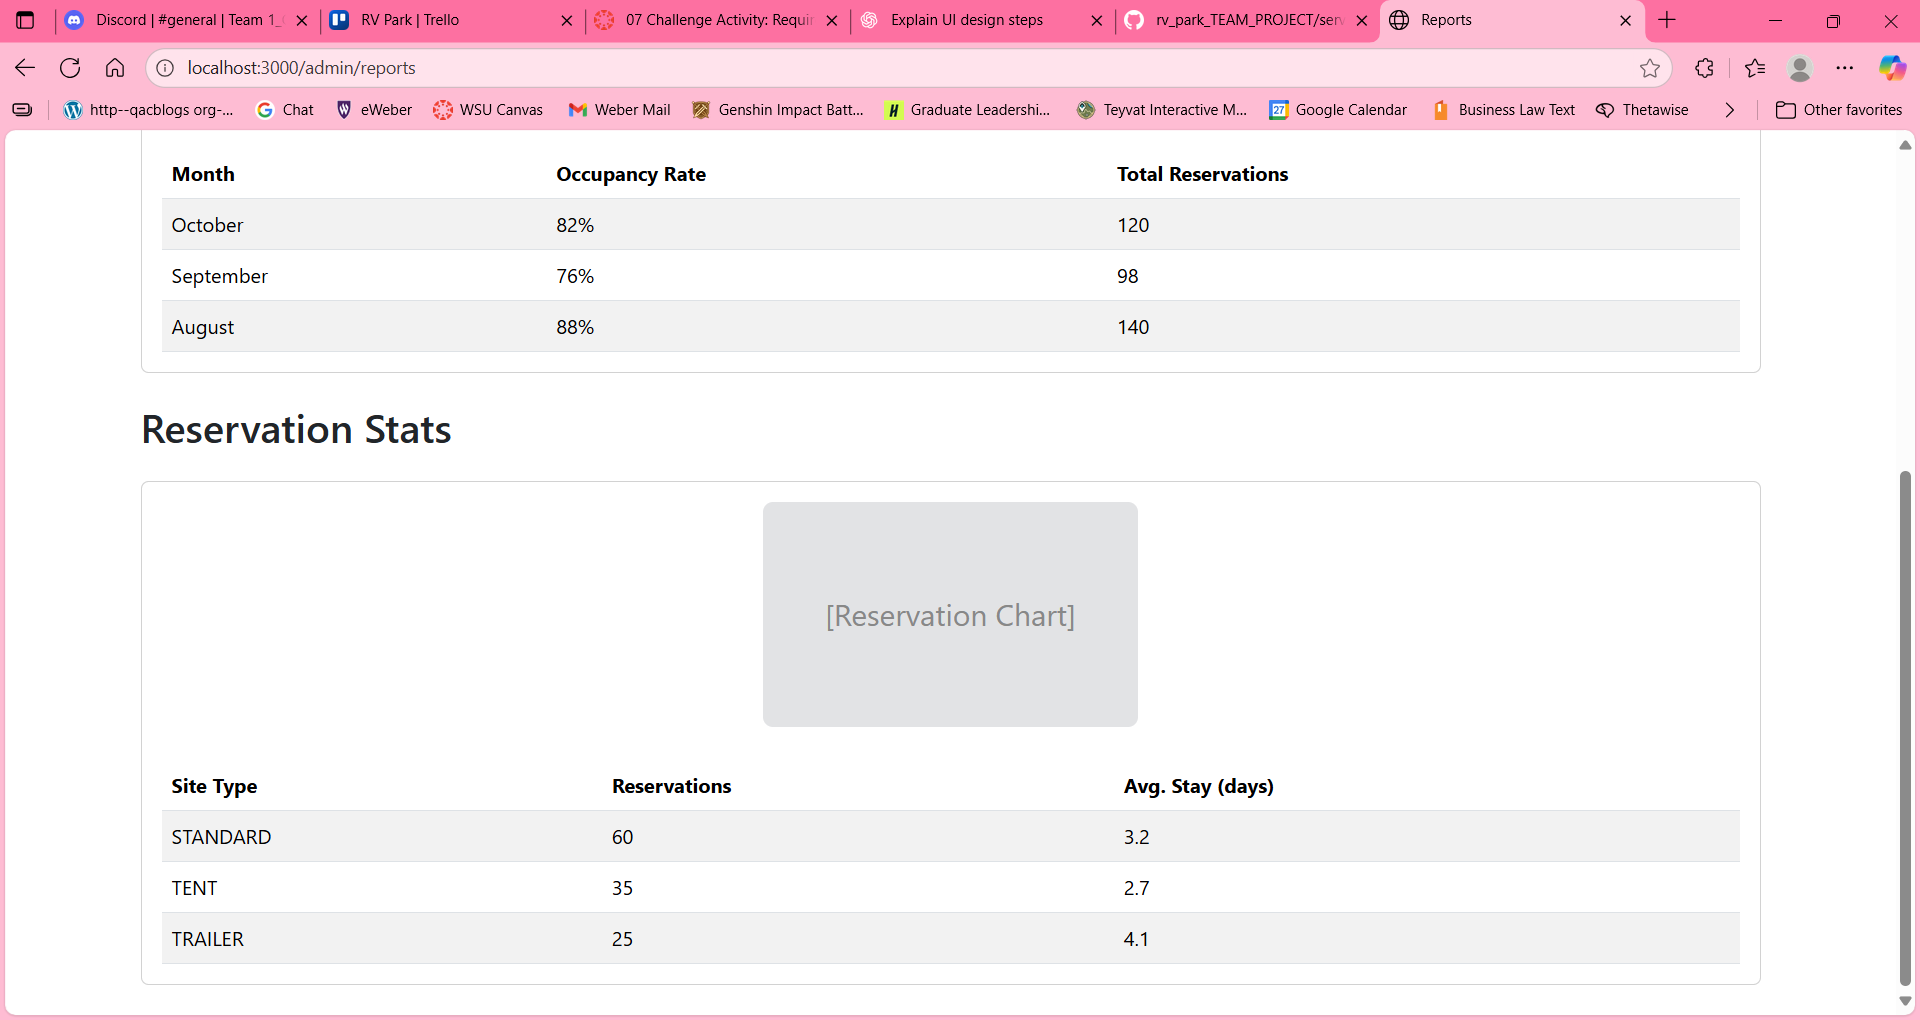 Discord | #general | Team 1_
RV Park | Trello
07 Challenge Activity: Requir
Explain UI design steps
rv_park_TEAM_PROJECT/serv
Reports
localhost:3000/admin/reports
http--qacblogs org-...
Chat
eWeber
WSU Canvas
Weber Mail
Genshin Impact Batt...
Graduate Leadershi...
Teyvat Interactive M...
27
Google Calendar
Business Law Text
Thetawise
Other favorites
Month Occupancy Rate Total Reservations
October 82% 120
September 76% 98
August 88% 140
Reservation Stats
[Reservation Chart]
Site Type Reservations Avg. Stay (days)
STANDARD 60 3.2
TENT 35 2.7
TRAILER 25 4.1